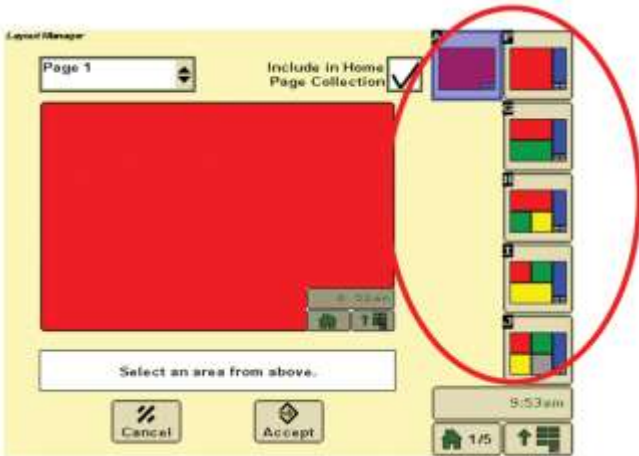 Layout Manager
Page 1
Include in Home
Page Collection
A
F
G
H
I
J
Select an area from above.
Cancel
Accept
9:53am
1/5